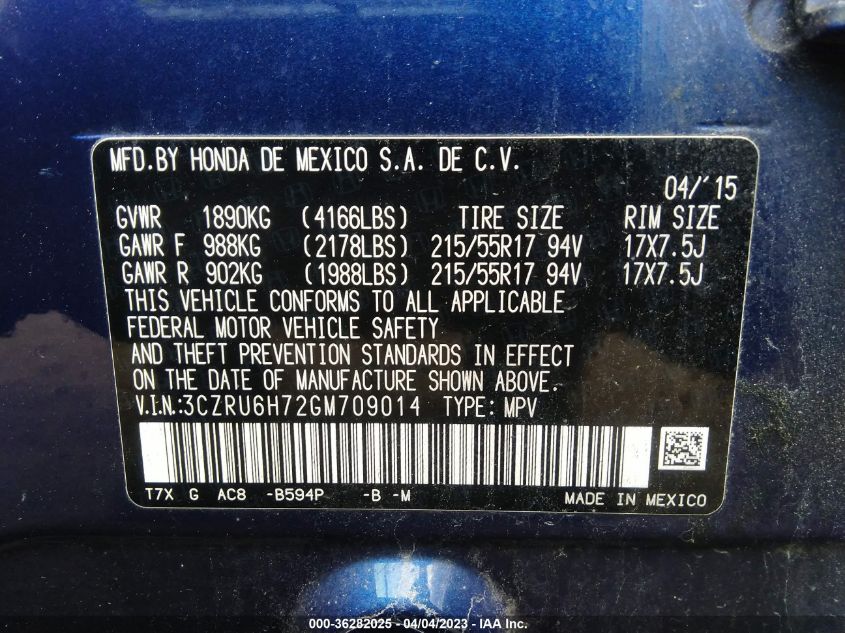 MFD.BY HONDA DE MEXICO S.A. DE C.V.
04/'15
GVWR 1890KG (4166LBS) TIRE SIZE RIM SIZE
GAWR F 988KG (2178LBS) 215/55R17 94V 17X7.5J
GAWR R 902KG (1988LBS) 215/55R17 94V 17X7.5J
THIS VEHICLE CONFORMS TO ALL APPLICABLE
FEDERAL MOTOR VEHICLE SAFETY
AND THEFT PREVENTION STANDARDS IN EFFECT
ON THE DATE OF MANUFACTURE SHOWN ABOVE.
V.I.N.:3CZRU6H72GM709014 TYPE: MPV
T7X G AC8 -B594P -B -M MADE IN MEXICO
000-36282025 - 04/04/2023 - IAA Inc.